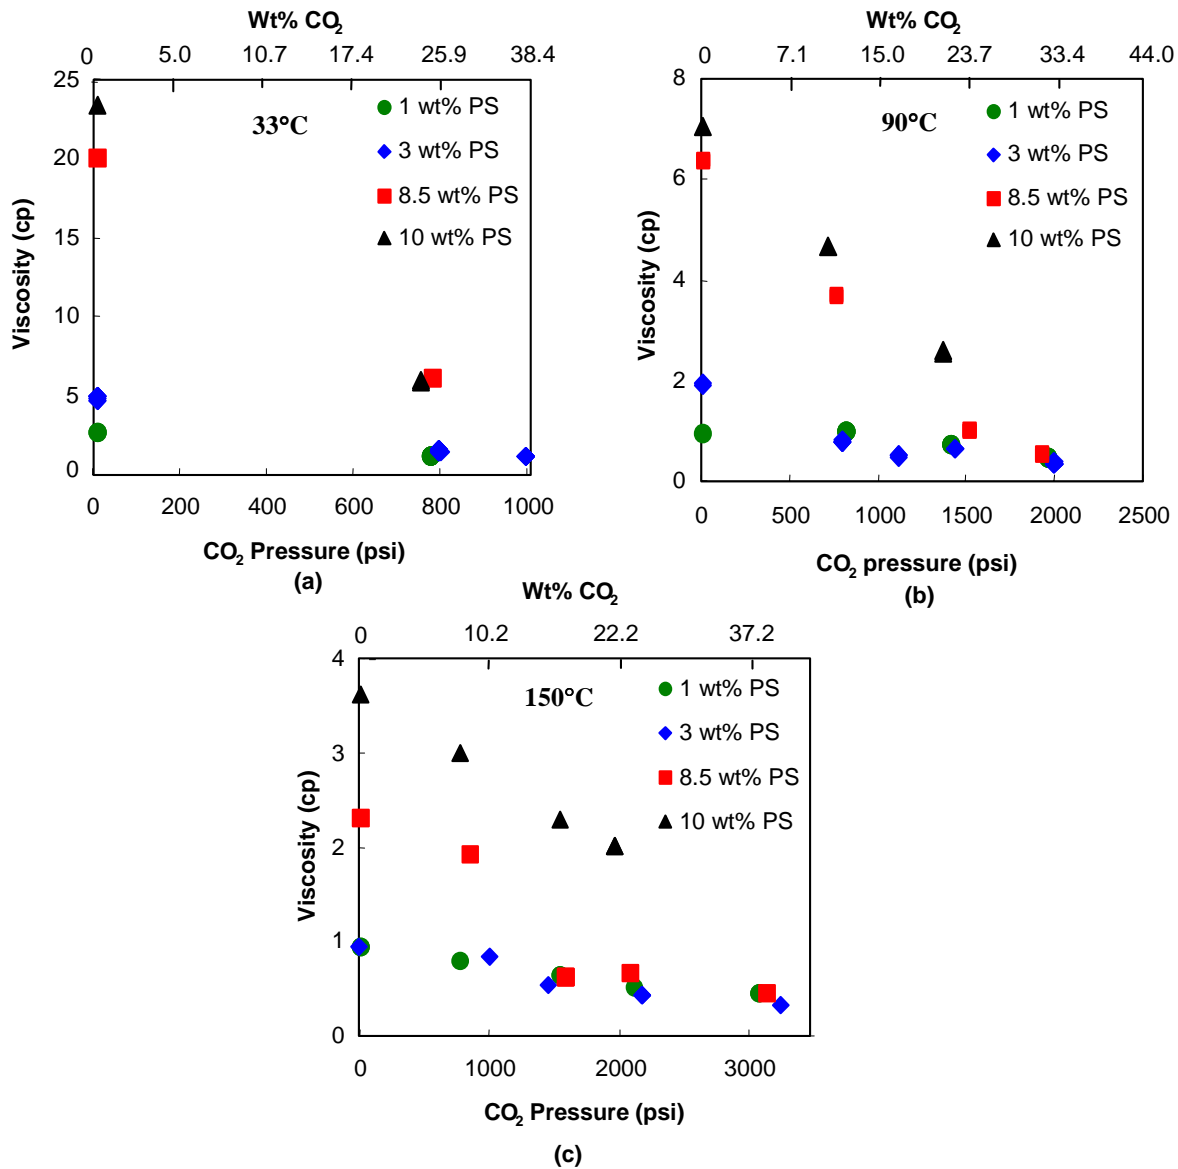 Wt% CO2
0 5.0 10.7 17.4 25.9 38.4
25
20
15
10
5
0
Viscosity (cp)
33°C
1 wt% PS
3 wt% PS
8.5 wt% PS
10 wt% PS
0 200 400 600 800 1000
CO2 Pressure (psi)
(a)
Wt% CO2
0 7.1 15.0 23.7 33.4 44.0
8
6
4
2
0
Viscosity (cp)
90°C
1 wt% PS
3 wt% PS
8.5 wt% PS
10 wt% PS
0 500 1000 1500 2000 2500
CO2 pressure (psi)
(b)
Wt% CO2
0 10.2 22.2 37.2
4
3
2
1
0
Viscosity (cp)
150°C
1 wt% PS
3 wt% PS
8.5 wt% PS
10 wt% PS
0 1000 2000 3000
CO2 Pressure (psi)
(c)